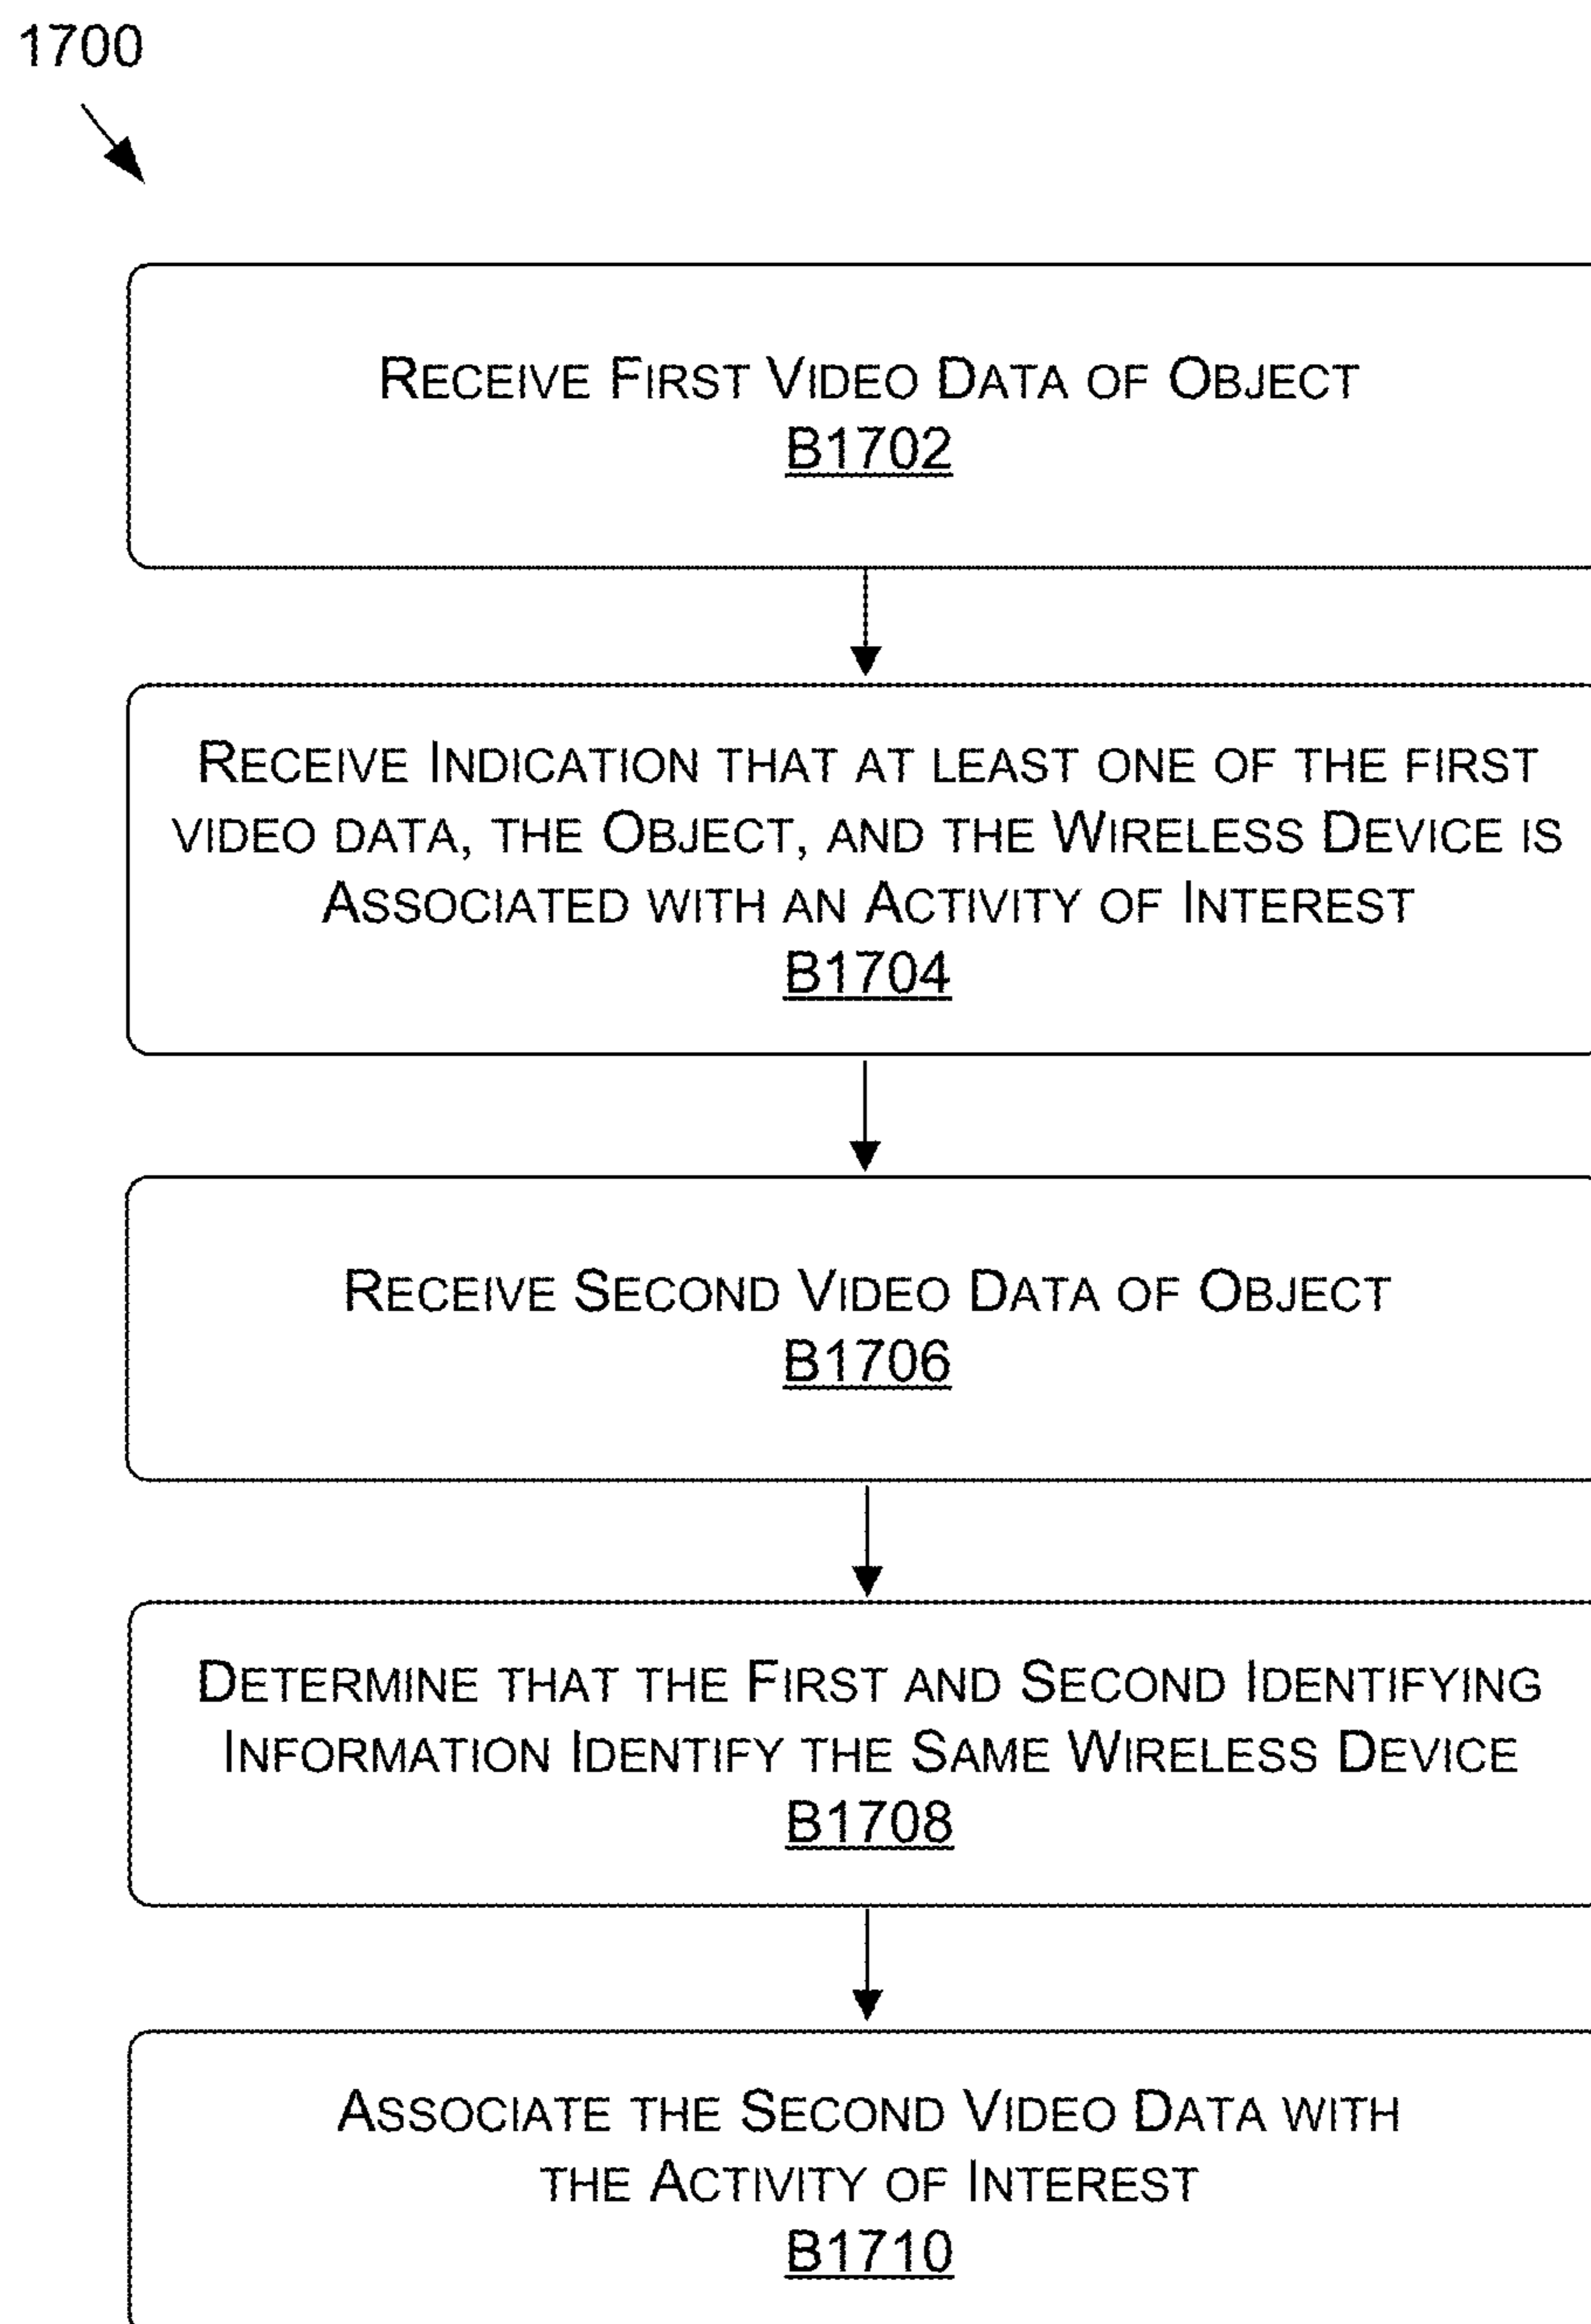 1700
RECEIVE FIRST VIDEO DATA OF OBJECT
B1702
RECEIVE INDICATION THAT AT LEAST ONE OF THE FIRST
VIDEO DATA, THE OBJECT, AND THE WIRELESS DEVICE IS
ASSOCIATED WITH AN ACTIVITY OF INTEREST
B1704
RECEIVE SECOND VIDEO DATA OF OBJECT
B1706
DETERMINE THAT THE FIRST AND SECOND IDENTIFYING
INFORMATION IDENTIFY THE SAME WIRELESS DEVICE
B1708
ASSOCIATE THE SECOND VIDEO DATA WITH
THE ACTIVITY OF INTEREST
B1710